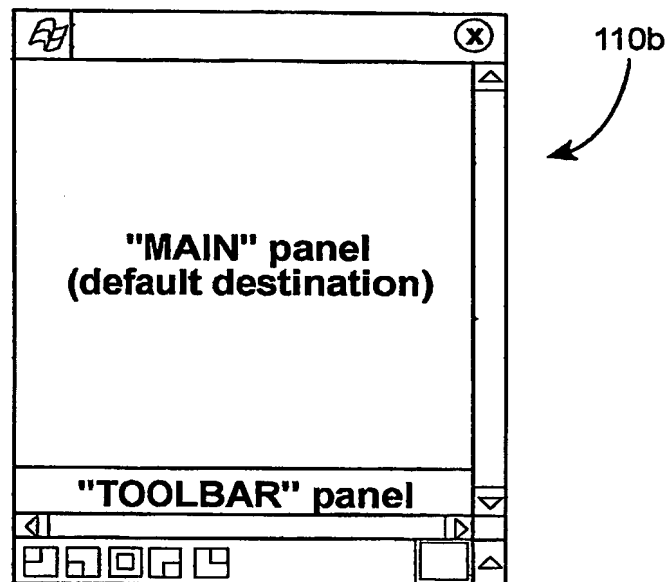 X
110b
"MAIN" panel
(default destination)
"TOOLBAR" panel